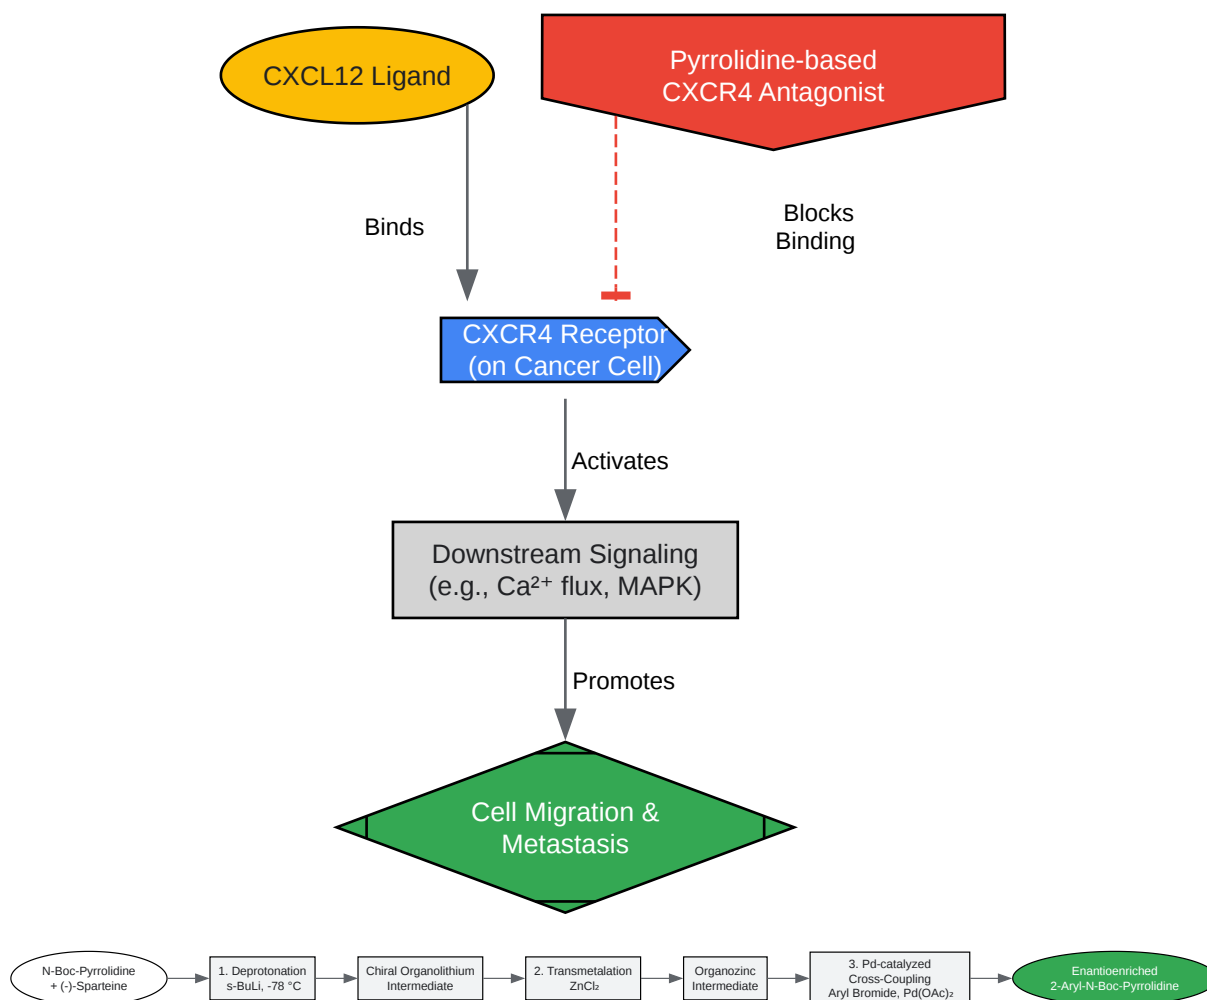 CXCL12 Ligand
Pyrrolidine-based
CXCR4 Antagonist
Binds
Blocks
Binding
CXCR4 Receptor
(on Cancer Cell)
Activates
Downstream Signaling
(e.g., Ca²⁺ flux, MAPK)
Promotes
Cell Migration &
Metastasis
N-Boc-Pyrrolidine
+ (-)-Sparteine
1. Deprotonation
s-BuLi, -78 °C
Chiral Organolithium
Intermediate
2. Transmetalation
ZnCl₂
Organozinc
Intermediate
3. Pd-catalyzed
Cross-Coupling
Aryl Bromide, Pd(OAc)₂
Enantioenriched
2-Aryl-N-Boc-Pyrrolidine